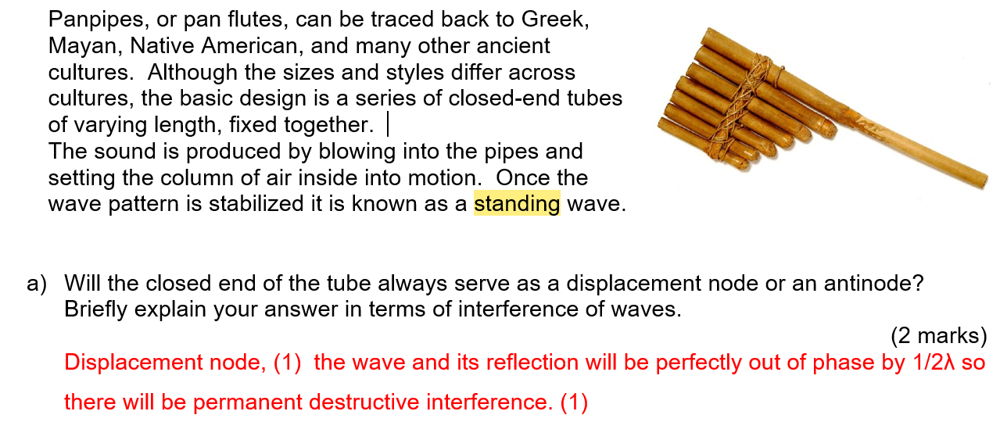 Panpipes, or pan flutes, can be traced back to Greek,
Mayan, Native American, and many other ancient
cultures.  Although the sizes and styles differ across
cultures, the basic design is a series of closed-end tubes
of varying length, fixed together.
The sound is produced by blowing into the pipes and
setting the column of air inside into motion.  Once the
wave pattern is stabilized it is known as a standing wave.
a) Will the closed end of the tube always serve as a displacement node or an antinode?
Briefly explain your answer in terms of interference of waves.
(2 marks)
Displacement node, (1)  the wave and its reflection will be perfectly out of phase by 1/2λ so
there will be permanent destructive interference. (1)